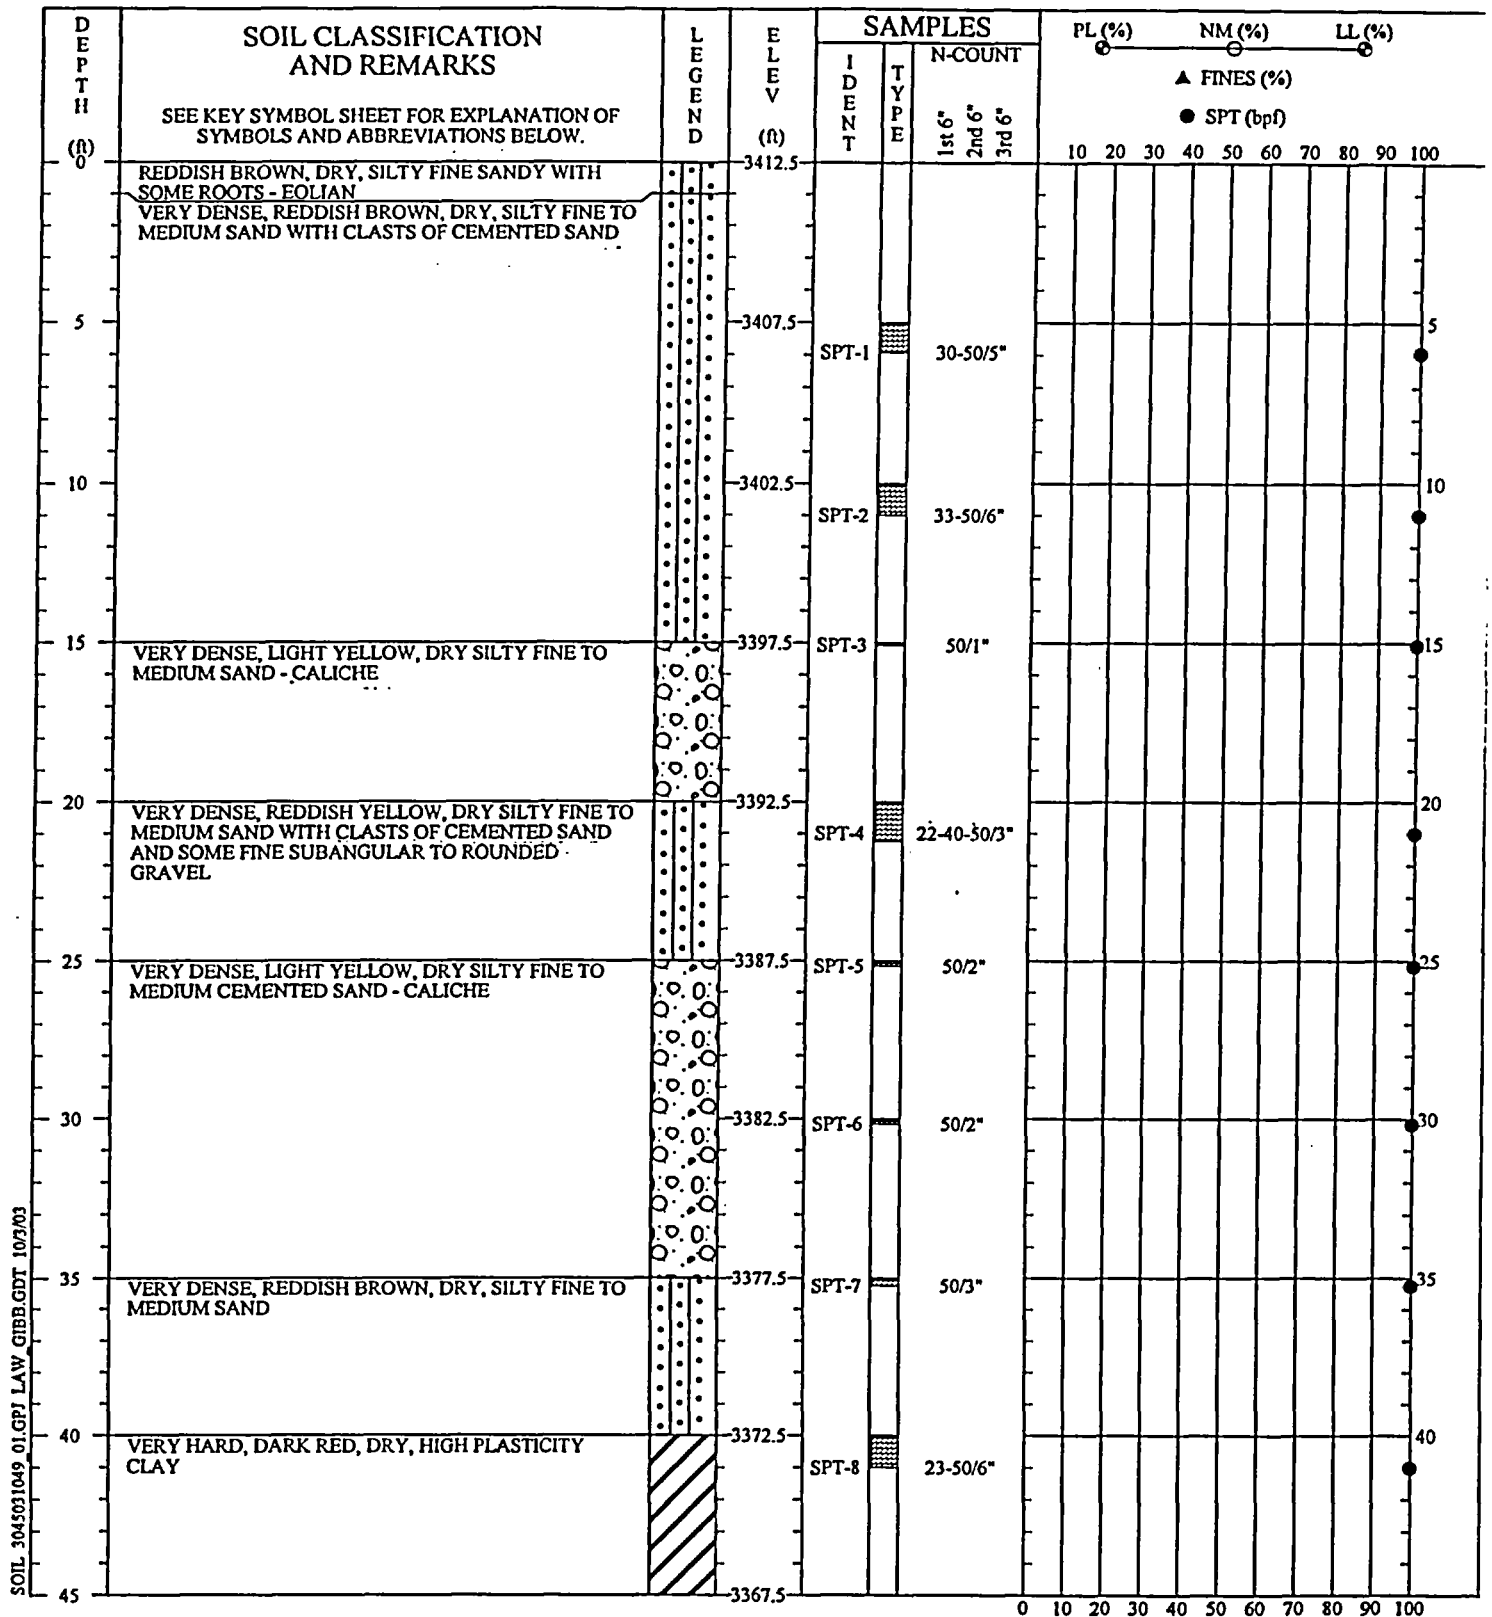 DEPTH (ft)
SOIL CLASSIFICATION
AND REMARKS
SEE KEY SYMBOL SHEET FOR EXPLANATION OF
SYMBOLS AND ABBREVIATIONS BELOW.
LEGEND
ELEV (ft)
SAMPLES
IDENT
TYPE
N-COUNT
1st 6"
2nd 6"
3rd 6"
PL (%) NM (%) LL (%)
▲ FINES (%)
● SPT (bpf)
10 20 30 40 50 60 70 80 90 100
0 3412.5
REDDISH BROWN, DRY, SILTY FINE SANDY WITH
SOME ROOTS - EOLIAN
VERY DENSE, REDDISH BROWN, DRY, SILTY FINE TO
MEDIUM SAND WITH CLASTS OF CEMENTED SAND
5 3407.5 5
SPT-1 30-50/5"
10 3402.5 10
SPT-2 33-50/6"
15 3397.5 SPT-3 50/1" 15
VERY DENSE, LIGHT YELLOW, DRY SILTY FINE TO
MEDIUM SAND - CALICHE
20 3392.5 20
VERY DENSE, REDDISH YELLOW, DRY SILTY FINE TO
MEDIUM SAND WITH CLASTS OF CEMENTED SAND
AND SOME FINE SUBANGULAR TO ROUNDED
GRAVEL
SPT-4 22-40-50/3"
25 3387.5 SPT-5 50/2" 25
VERY DENSE, LIGHT YELLOW, DRY SILTY FINE TO
MEDIUM CEMENTED SAND - CALICHE
30 3382.5 SPT-6 50/2" 30
35 3377.5 SPT-7 50/3" 35
VERY DENSE, REDDISH BROWN, DRY, SILTY FINE TO
MEDIUM SAND
40 3372.5 40
VERY HARD, DARK RED, DRY, HIGH PLASTICITY
CLAY
SPT-8 23-50/6"
45 3367.5
0 10 20 30 40 50 60 70 80 90 100
SOIL 3045031049_01.GPJ LAW_GIBB.GDT 10/3/03